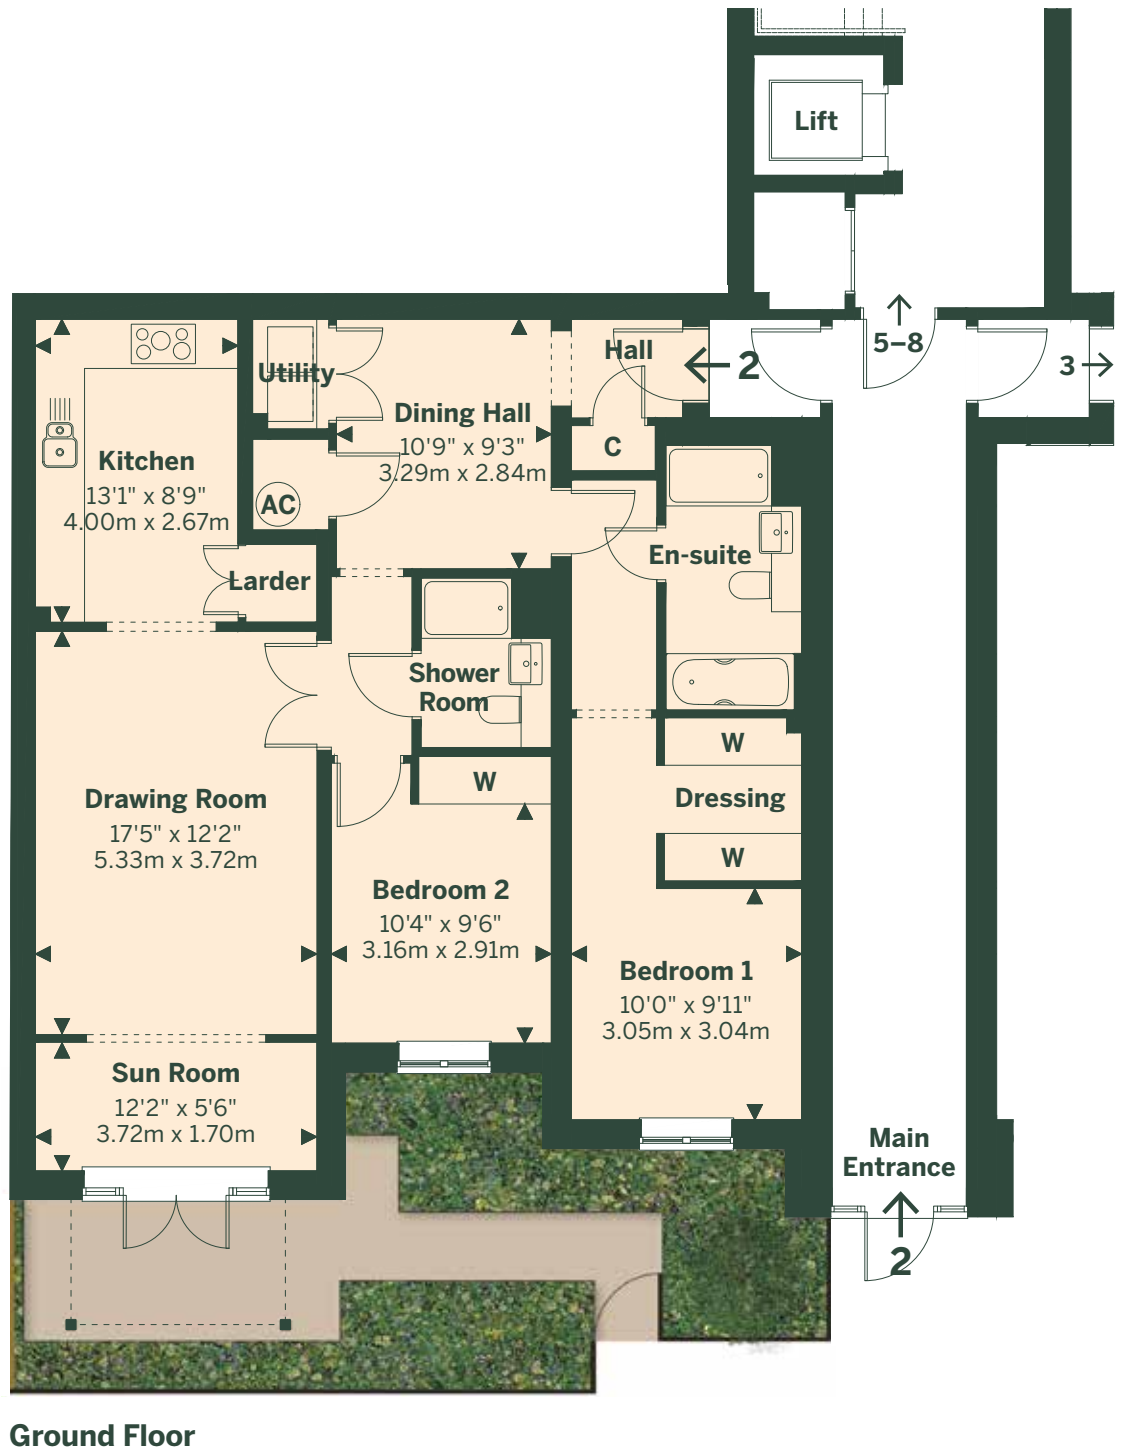 Lift
5–8
3
2
Hall
C
Utility
Dining Hall
10'9" x 9'3"
3.29m x 2.84m
Kitchen
13'1" x 8'9"
4.00m x 2.67m
AC
Larder
En-suite
Shower
Room
W
W
Dressing
W
Drawing Room
17'5" x 12'2"
5.33m x 3.72m
Bedroom 2
10'4" x 9'6"
3.16m x 2.91m
Bedroom 1
10'0" x 9'11"
3.05m x 3.04m
Sun Room
12'2" x 5'6"
3.72m x 1.70m
Main
Entrance
2
Ground Floor